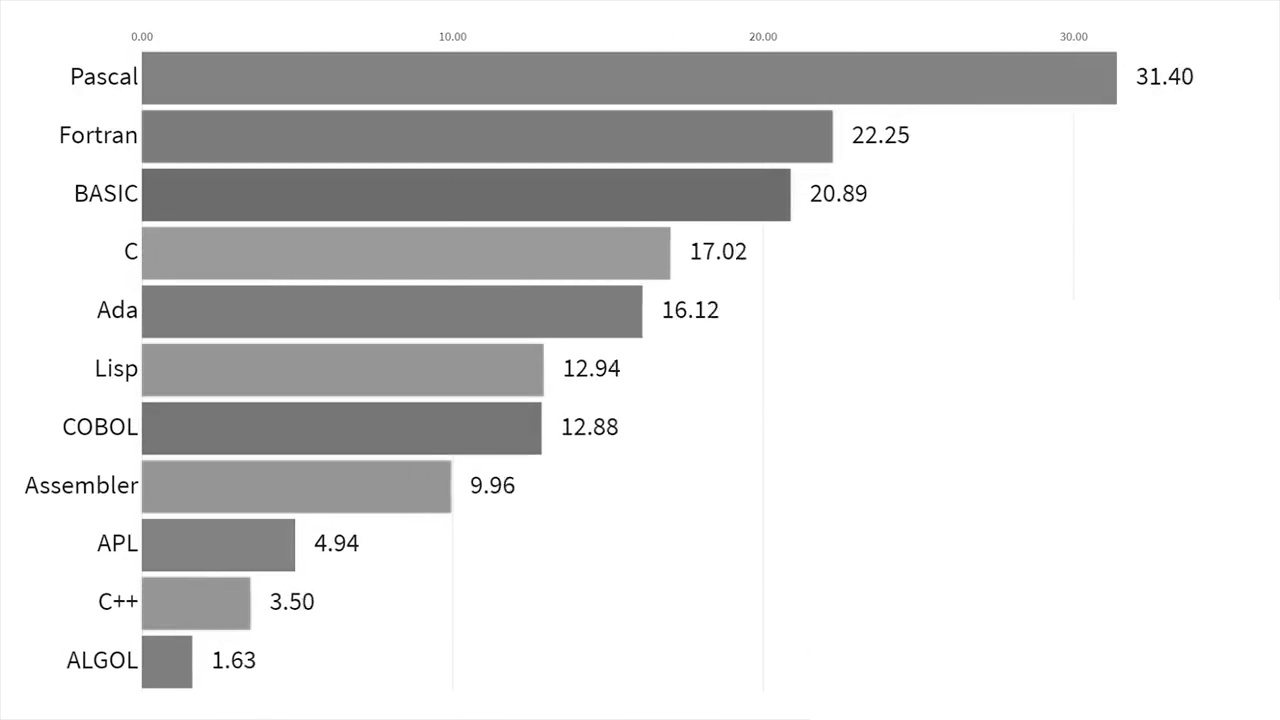 0.00 10.00 20.00 30.00
Pascal 31.40
Fortran 22.25
BASIC 20.89
C 17.02
Ada 16.12
Lisp 12.94
COBOL 12.88
Assembler 9.96
APL 4.94
C++ 3.50
ALGOL 1.63